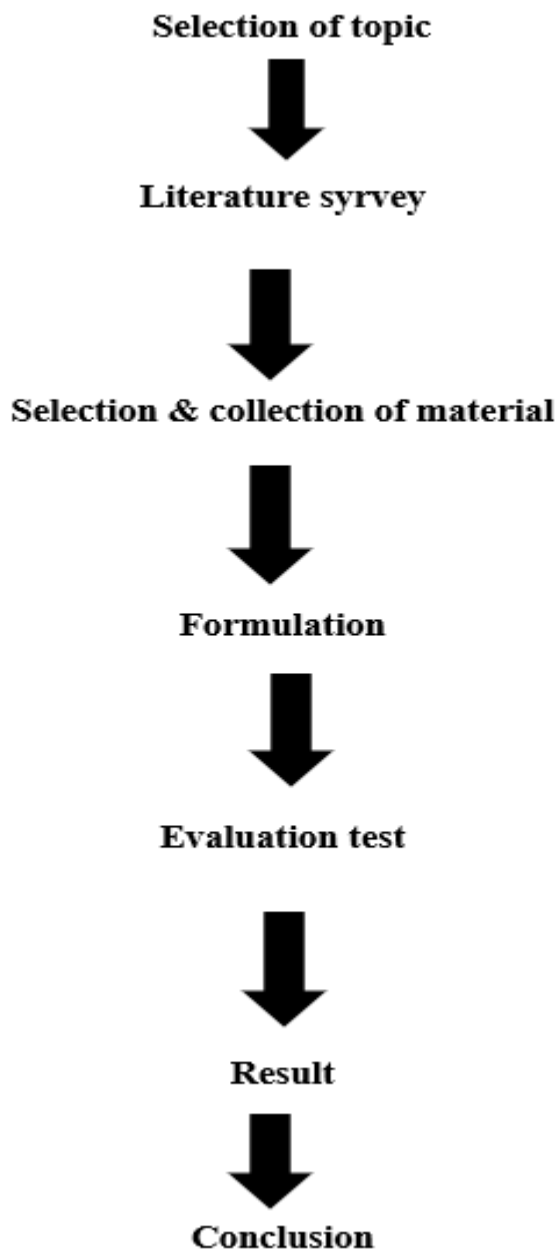 Selection of topic
Literature syrvey
Selection & collection of material
Formulation
Evaluation test
Result
Conclusion